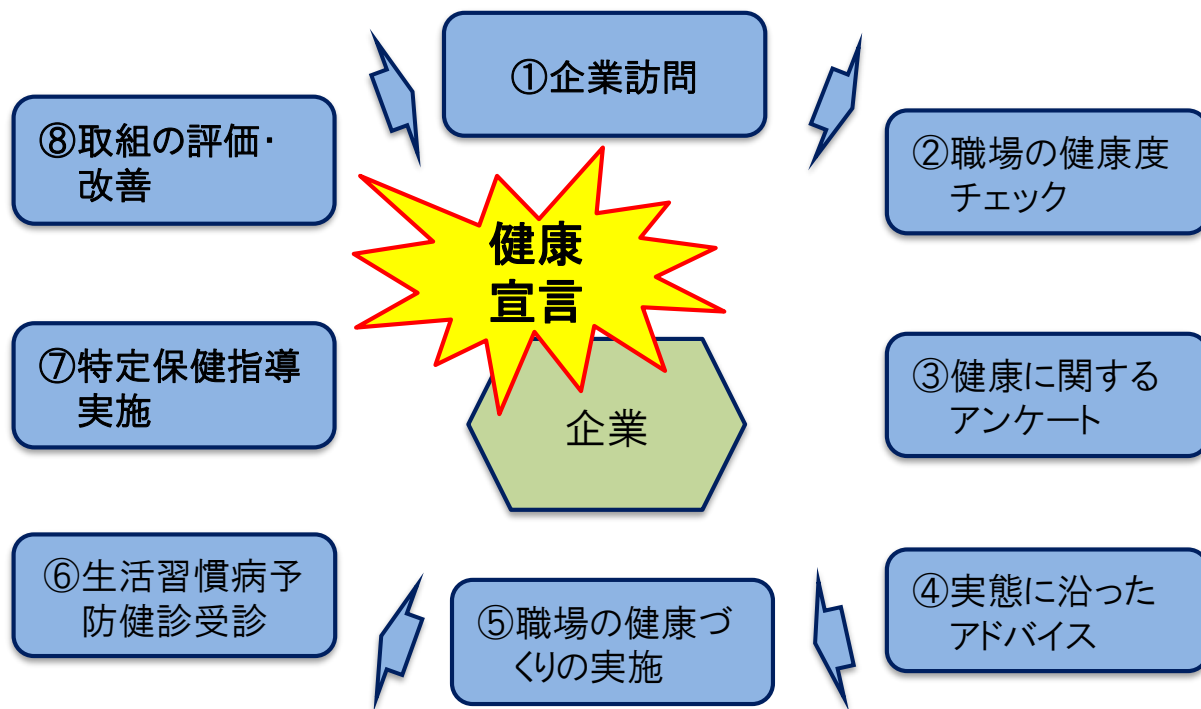 ①企業訪問
⑧取組の評価・
改善
②職場の健康度
チェック
健康
宣言
⑦特定保健指導
実施
③健康に関する
アンケート
企業
⑥生活習慣病予
防健診受診
⑤職場の健康づ
くりの実施
④実態に沿った
アドバイス